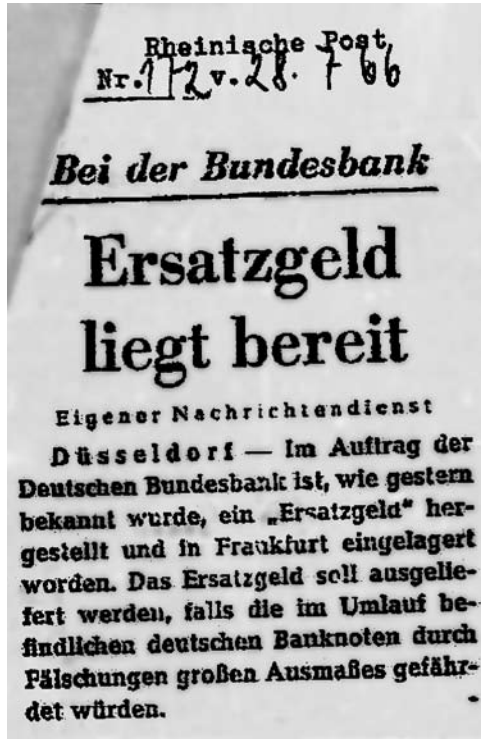 Rheinische Post
Nr. 172 v. 28. 7 66
Bei der Bundesbank
Ersatzgeld
liegt bereit
Eigener Nachrichtendienst
Düsseldorf — Im Auftrag der
Deutschen Bundesbank ist, wie gestern
bekannt wurde, ein „Ersatzgeld“ her-
gestellt und in Frankfurt eingelagert
worden. Das Ersatzgeld soll ausgelie-
fert werden, falls die im Umlauf be-
findlichen deutschen Banknoten durch
Fälschungen großen Ausmaßes gefähr-
det würden.